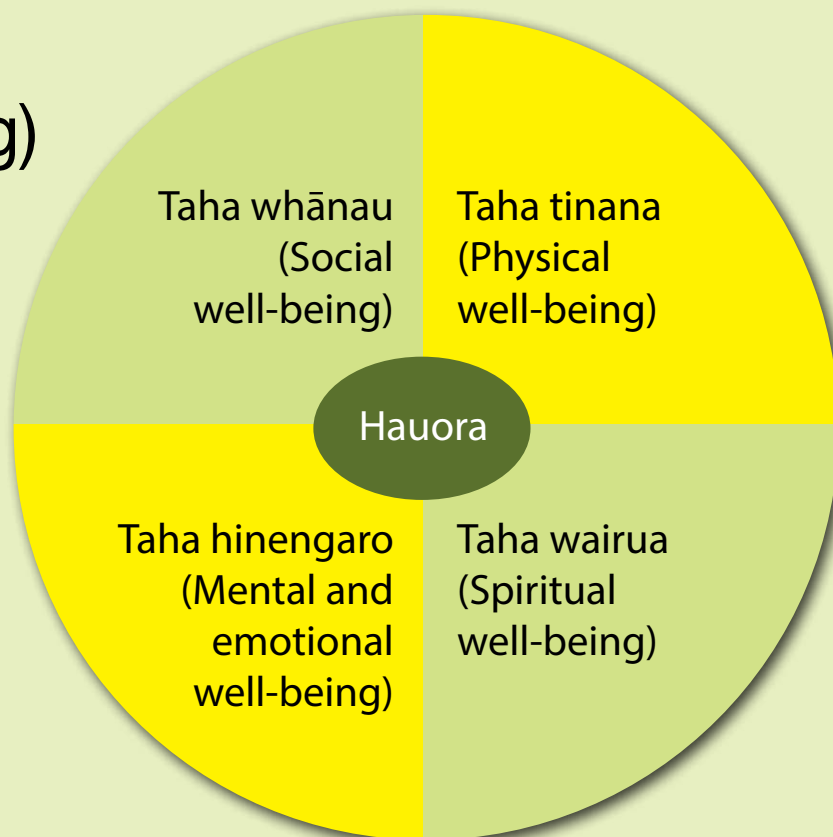 g)
Taha whānau
(Social
well-being)
Taha tinana
(Physical
well-being)
Hauora
Taha hinengaro
(Mental and
emotional
well-being)
Taha wairua
(Spiritual
well-being)